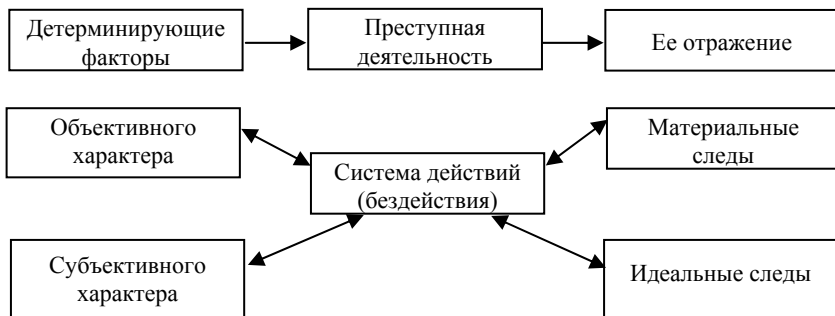 Детерминирующие
факторы
Преступная
деятельность
Ее отражение
Объективного
характера
Материальные
следы
Система действий
(бездействия)
Субъективного
характера
Идеальные следы